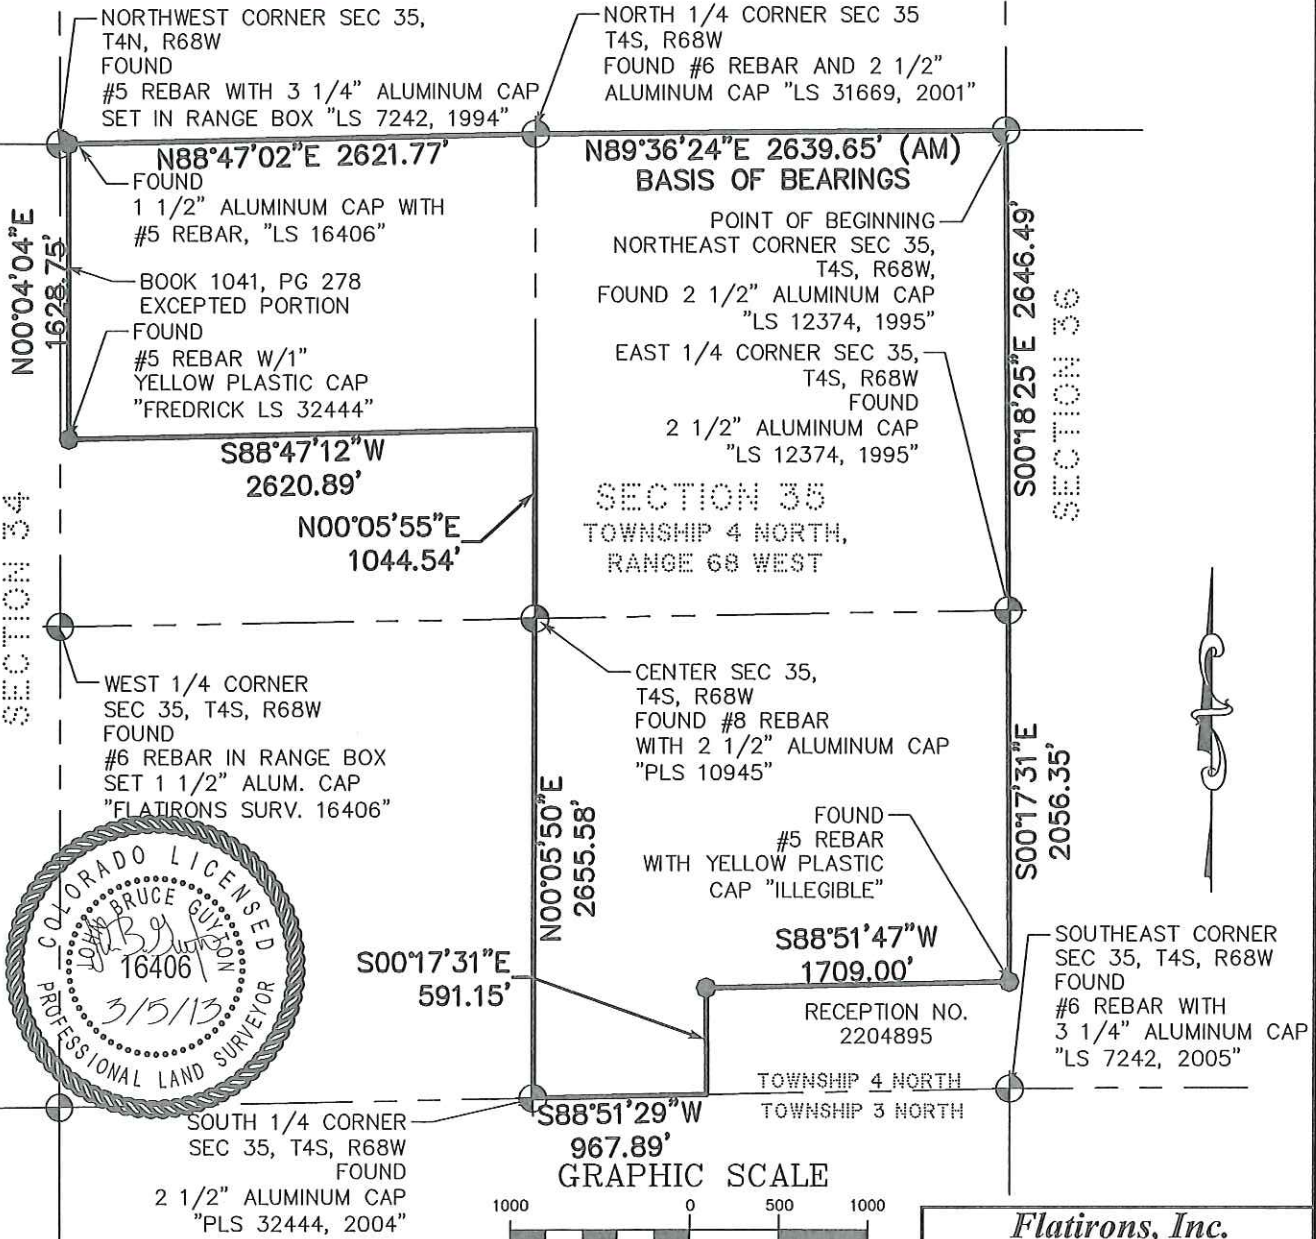 NORTHWEST CORNER SEC 35,
T4N, R68W
FOUND
#5 REBAR WITH 3 1/4" ALUMINUM CAP
SET IN RANGE BOX "LS 7242, 1994"
NORTH 1/4 CORNER SEC 35
T4S, R68W
FOUND #6 REBAR AND 2 1/2"
ALUMINUM CAP "LS 31669, 2001"
N88°47'02"E 2621.77'
N89°36'24"E 2639.65' (AM)
BASIS OF BEARINGS
FOUND
1 1/2" ALUMINUM CAP WITH
#5 REBAR, "LS 16406"
N00°04'04"E
1628.75'
BOOK 1041, PG 278
EXCEPTED PORTION
FOUND
#5 REBAR W/1"
YELLOW PLASTIC CAP
"FREDRICK LS 32444"
POINT OF BEGINNING
NORTHEAST CORNER SEC 35,
T4S, R68W,
FOUND 2 1/2" ALUMINUM CAP
"LS 12374, 1995"
EAST 1/4 CORNER SEC 35,
T4S, R68W
FOUND
2 1/2" ALUMINUM CAP
"LS 12374, 1995"
S00°18'25"E 2646.49'
SECTION 36
S88°47'12"W
2620.89'
N00°05'55"E
1044.54'
SECTION 35
TOWNSHIP 4 NORTH,
RANGE 68 WEST
SECTION 34
WEST 1/4 CORNER
SEC 35, T4S, R68W
FOUND
#6 REBAR IN RANGE BOX
SET 1 1/2" ALUM. CAP
"FLATIRONS SURV. 16406"
CENTER SEC 35,
T4S, R68W
FOUND #8 REBAR
WITH 2 1/2" ALUMINUM CAP
"PLS 10945"
S00°17'31"E
2056.35'
N00°05'50"E
2655.58'
FOUND
#5 REBAR
WITH YELLOW PLASTIC
CAP "ILLEGIBLE"
COLORADO LICENSED
JOHN BRUCE GUYTON
16406
3/5/13
PROFESSIONAL LAND SURVEYOR
S00°17'31"E
591.15'
S88°51'47"W
1709.00'
RECEPTION NO.
2204895
SOUTHEAST CORNER
SEC 35, T4S, R68W
FOUND
#6 REBAR WITH
3 1/4" ALUMINUM CAP
"LS 7242, 2005"
TOWNSHIP 4 NORTH
TOWNSHIP 3 NORTH
SOUTH 1/4 CORNER
SEC 35, T4S, R68W
FOUND
2 1/2" ALUMINUM CAP
"PLS 32444, 2004"
S88°51'29"W
967.89'
GRAPHIC SCALE
1000 0 500 1000
Flatirons, Inc.